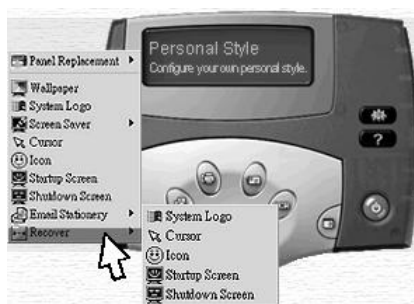 Personal Style
Configure your own personal style.
Panel Replacement
Wallpaper
System Logo
Screen Saver
Cursor
Icon
Startup Screen
Shutdown Screen
Email Stationery
Recover
?
System Logo
Cursor
Icon
Startup Screen
Shutdown Screen